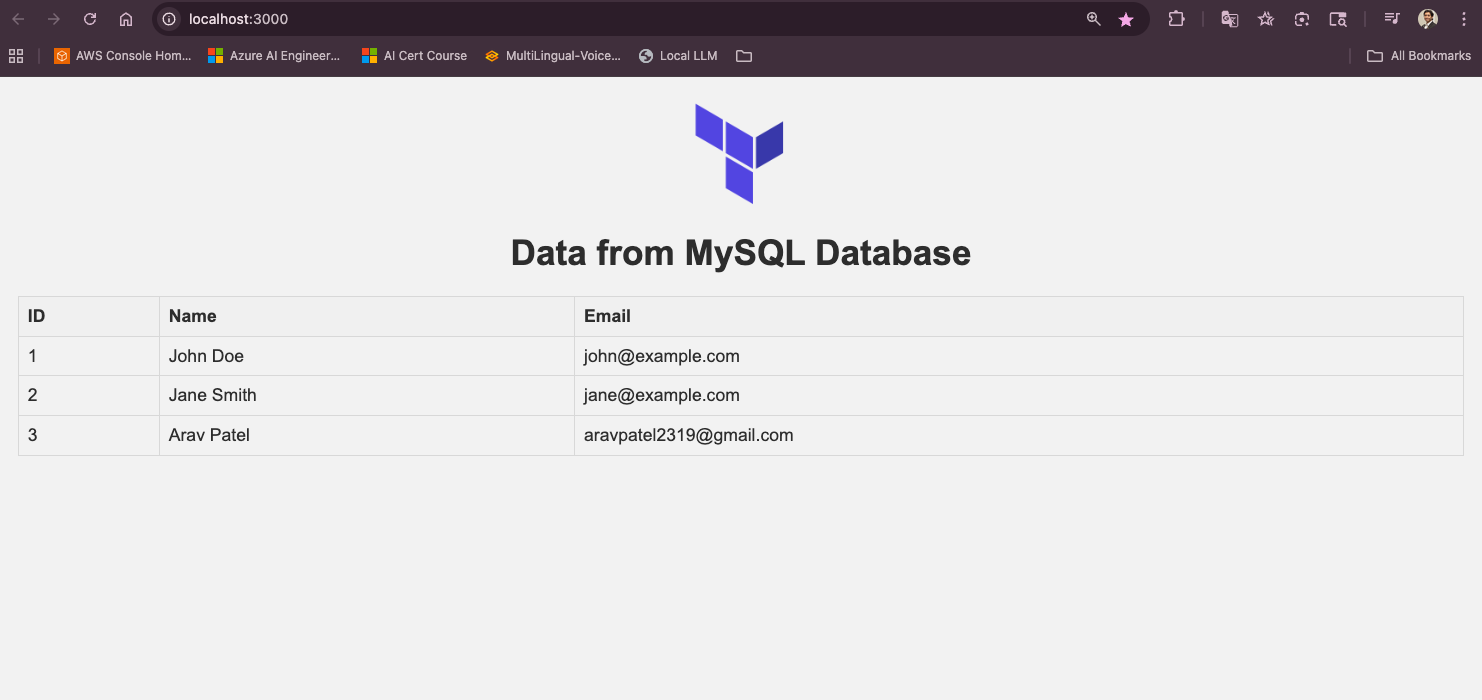 localhost:3000
AWS Console Hom... Azure AI Engineer... AI Cert Course MultiLingual-Voice... Local LLM All Bookmarks
Data from MySQL Database
ID Name Email
1 John Doe john@example.com
2 Jane Smith jane@example.com
3 Arav Patel aravpatel2319@gmail.com